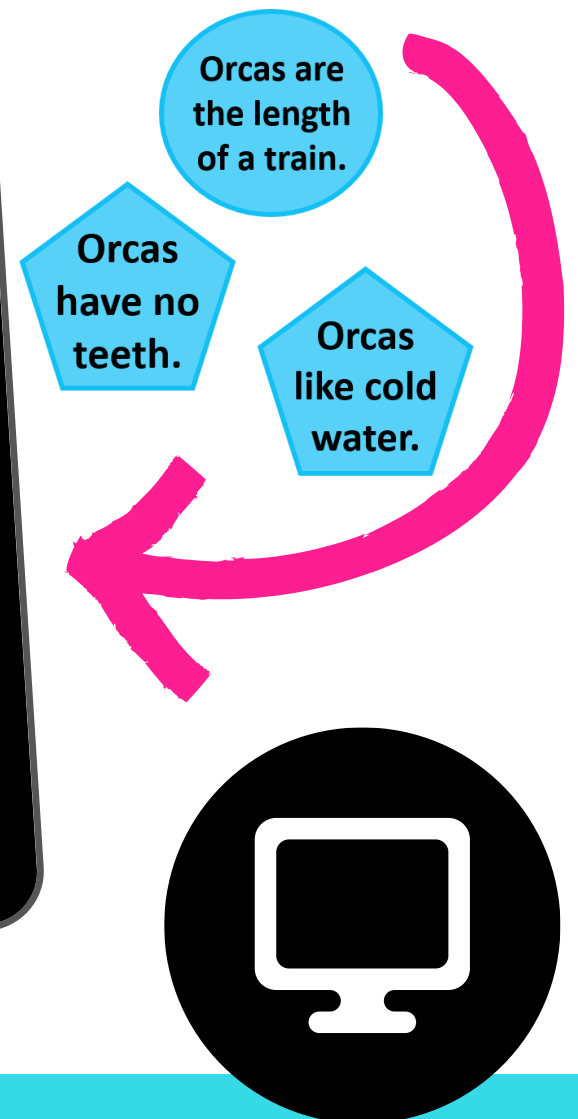 Orcas are
the length
of a train.
Orcas
have no
teeth.
Orcas
like cold
water.